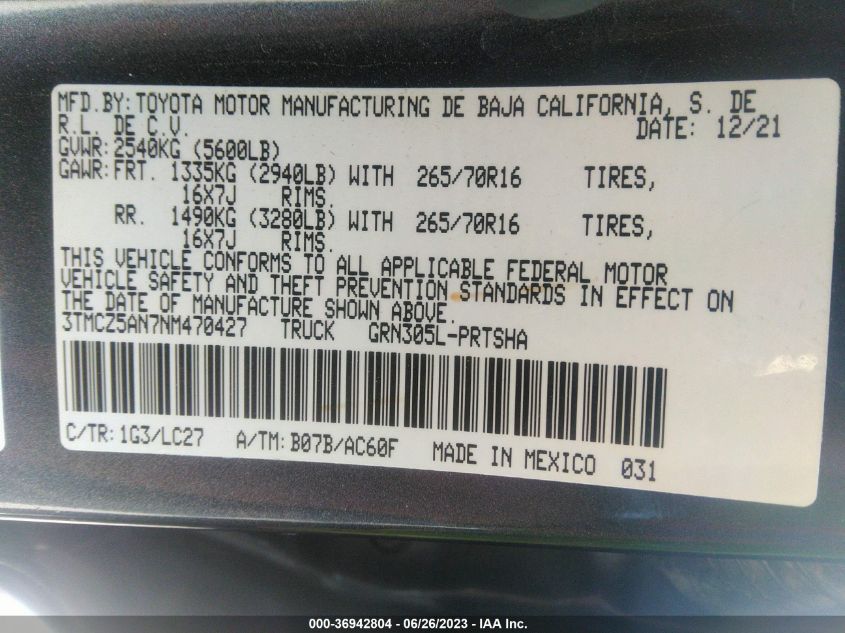 MFD.BY:TOYOTA MOTOR MANUFACTURING DE BAJA CALIFORNIA, S. DE
R.L. DE C.V. DATE: 12/21
GVWR:2540KG (5600LB)
GAWR:FRT. 1335KG (2940LB) WITH 265/70R16 TIRES,
16X7J RIMS.
RR. 1490KG (3280LB) WITH 265/70R16 TIRES,
16X7J RIMS.
THIS VEHICLE CONFORMS TO ALL APPLICABLE FEDERAL MOTOR
VEHICLE SAFETY AND THEFT PREVENTION STANDARDS IN EFFECT ON
THE DATE OF MANUFACTURE SHOWN ABOVE.
3TMCZ5AN7NM470427 TRUCK GRN305L-PRTSHA
C/TR:1G3/LC27 A/TM:B07B/AC60F MADE IN MEXICO 031
000-36942804 - 06/26/2023 - IAA Inc.